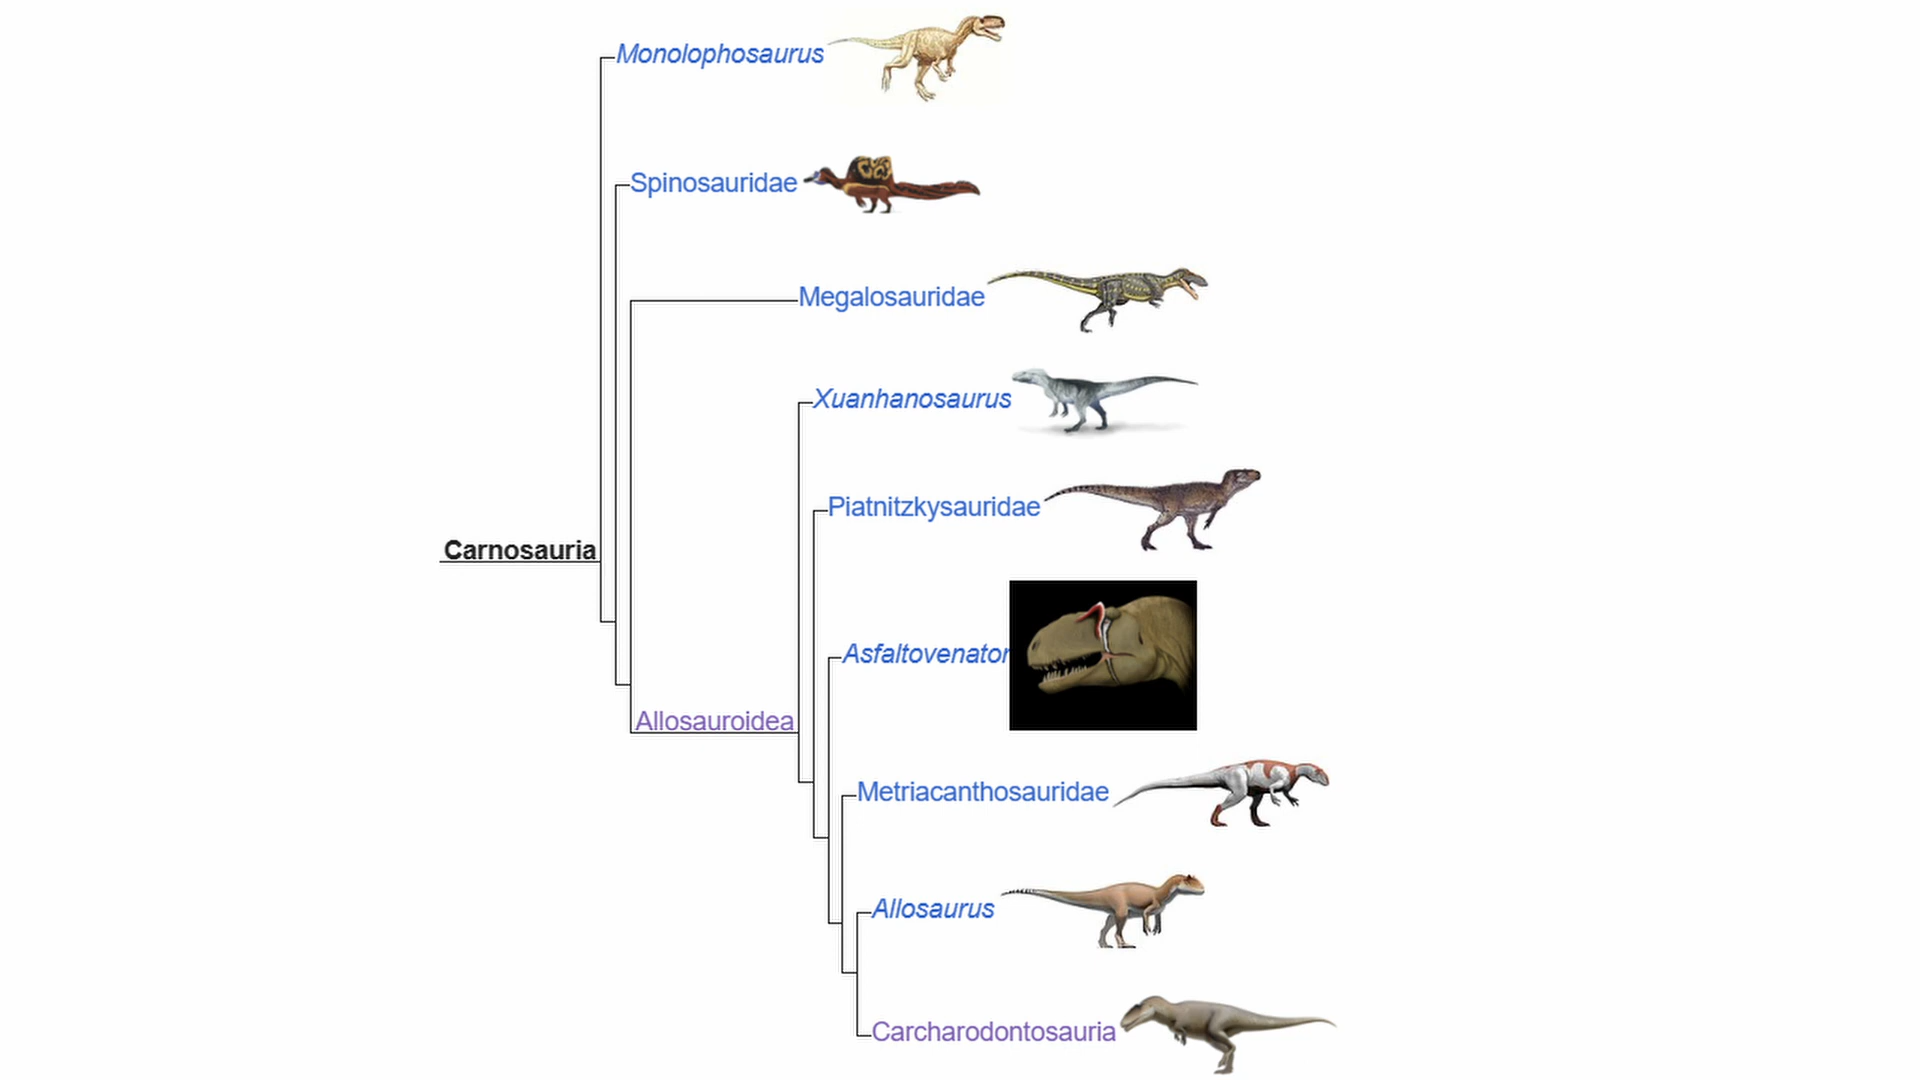 Monolophosaurus
Spinosauridae
Megalosauridae
Xuanhanosaurus
Piatnitzkysauridae
Carnosauria
Asfaltovenator
Allosauroidea
Metriacanthosauridae
Allosaurus
Carcharodontosauria